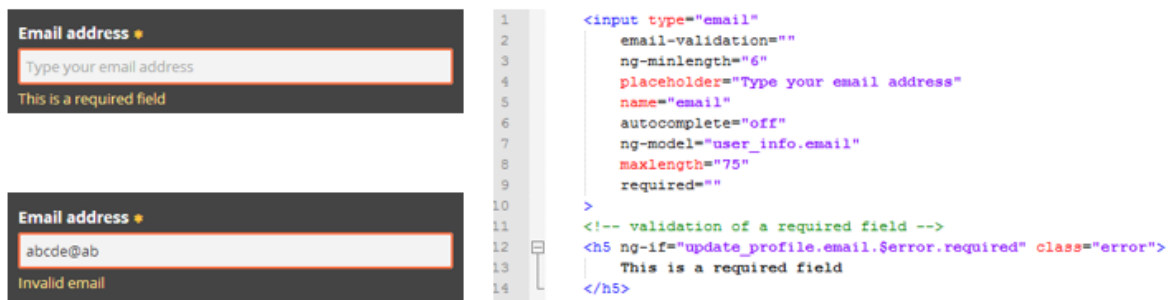 Email address *
Type your email address
This is a required field
Email address *
abcde@ab
Invalid email
1 <input type="email"
2 email-validation=""
3 ng-minlength="6"
4 placeholder="Type your email address"
5 name="email"
6 autocomplete="off"
7 ng-model="user_info.email"
8 maxlength="75"
9 required=""
10 >
11 <!-- validation of a required field -->
12 <h5 ng-if="update_profile.email.$error.required" class="error">
13 This is a required field
14 </h5>